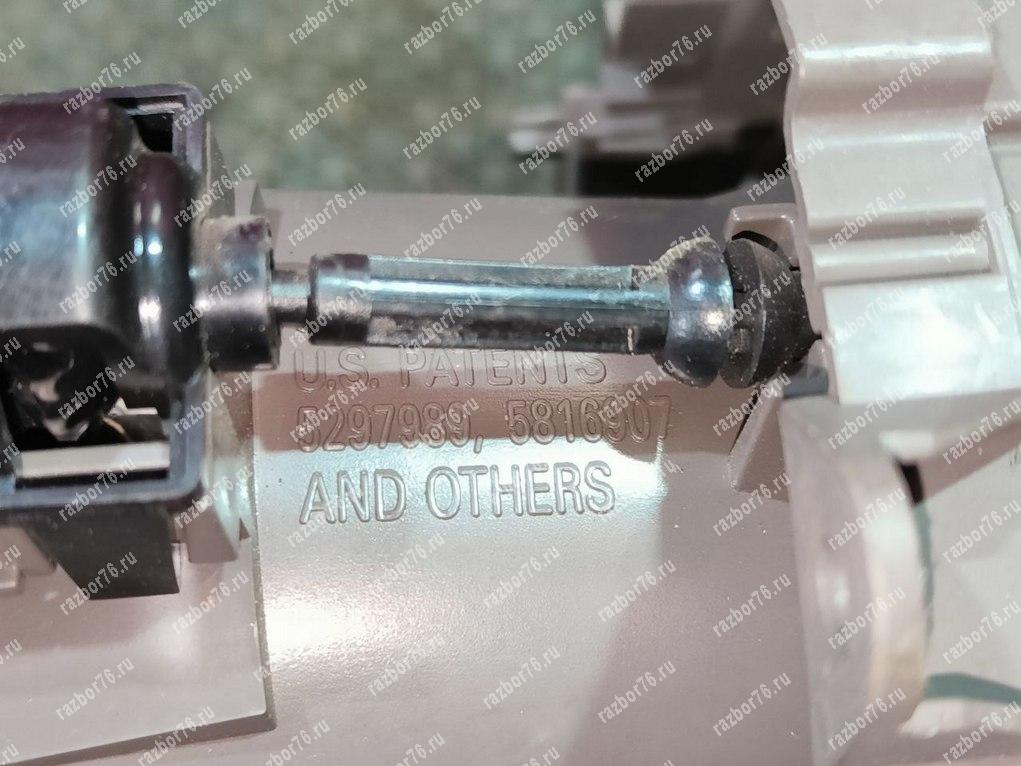 U.S. PATENTS
5297989, 5816907
AND OTHERS
razbor76.ru